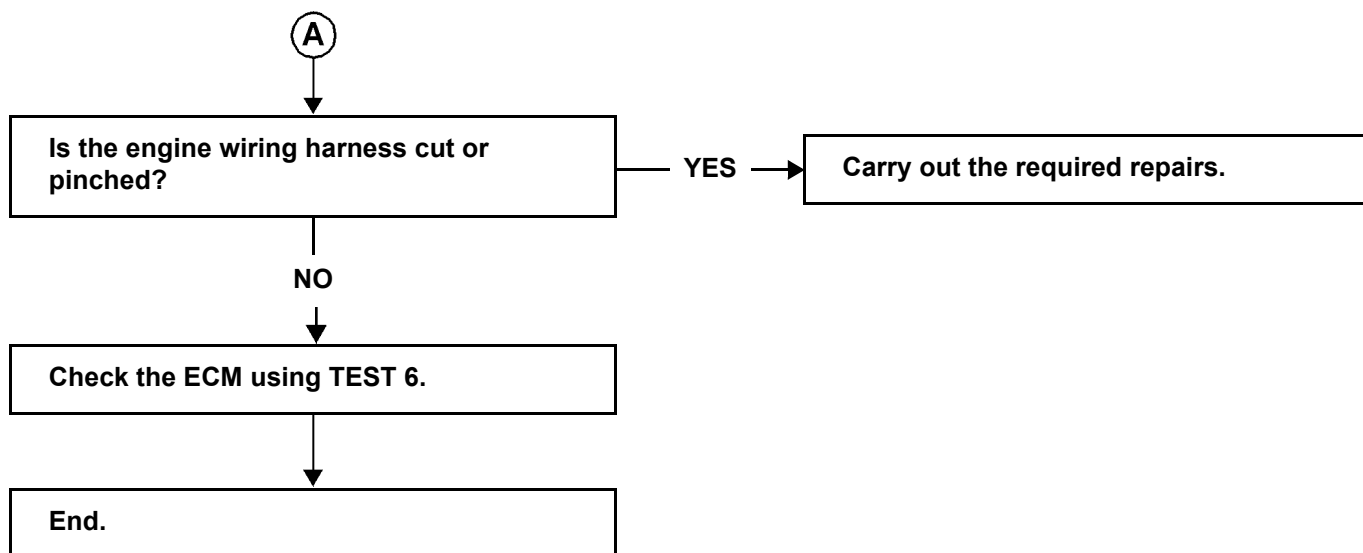 A
Is the engine wiring harness cut or
pinched?
YES
Carry out the required repairs.
NO
Check the ECM using TEST 6.
End.